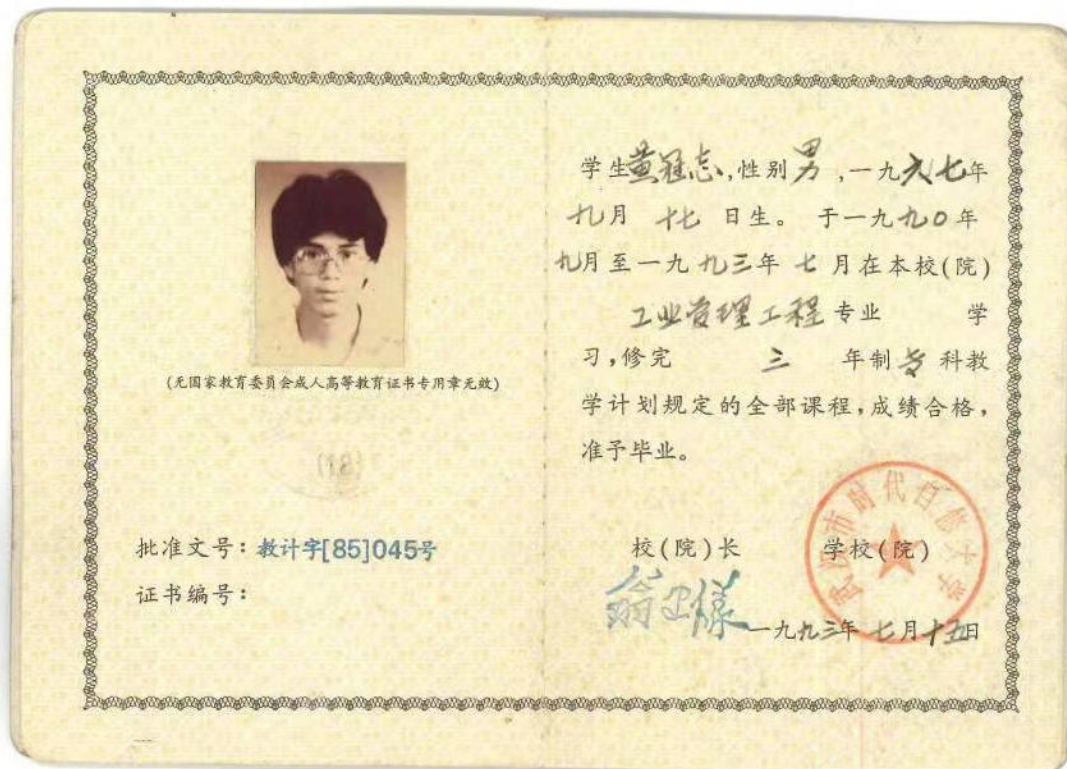 (无国家教育委员会成人高等教育证书专用章无效)
批准文号：教计字[85]045号
证书编号：
学生黄冠志,性别男,一九六七年
九月 十七 日生。于一九九〇年
九月至一九九三年 七 月在本校(院)
工业管理工程专业 学
习,修完 三 年制专科教
学计划规定的全部课程,成绩合格,
准予毕业。
校(院)长 学校(院)
一九九三年 七月十五日